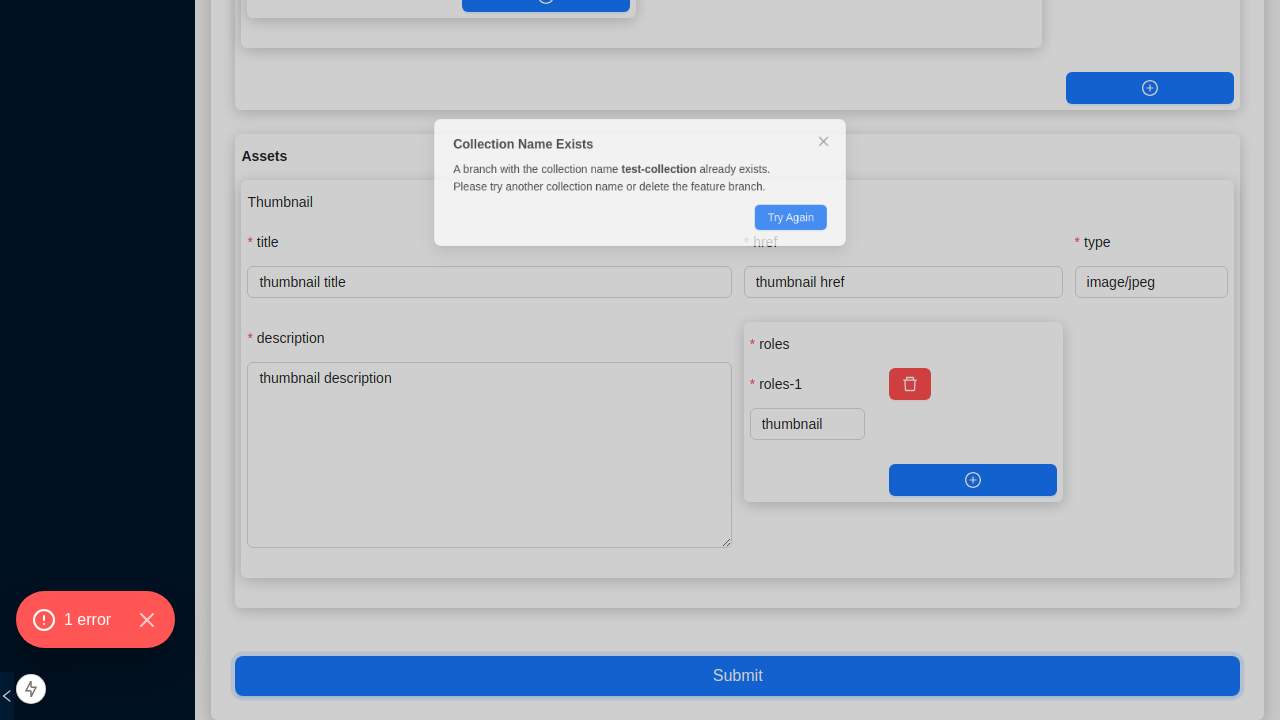 Collection Name Exists
A branch with the collection name test-collection already exists.
Please try another collection name or delete the feature branch.
Try Again
Assets
Thumbnail
* title
* href
* type
thumbnail title
thumbnail href
image/jpeg
* description
* roles
thumbnail description
* roles-1
thumbnail
1 error
Submit